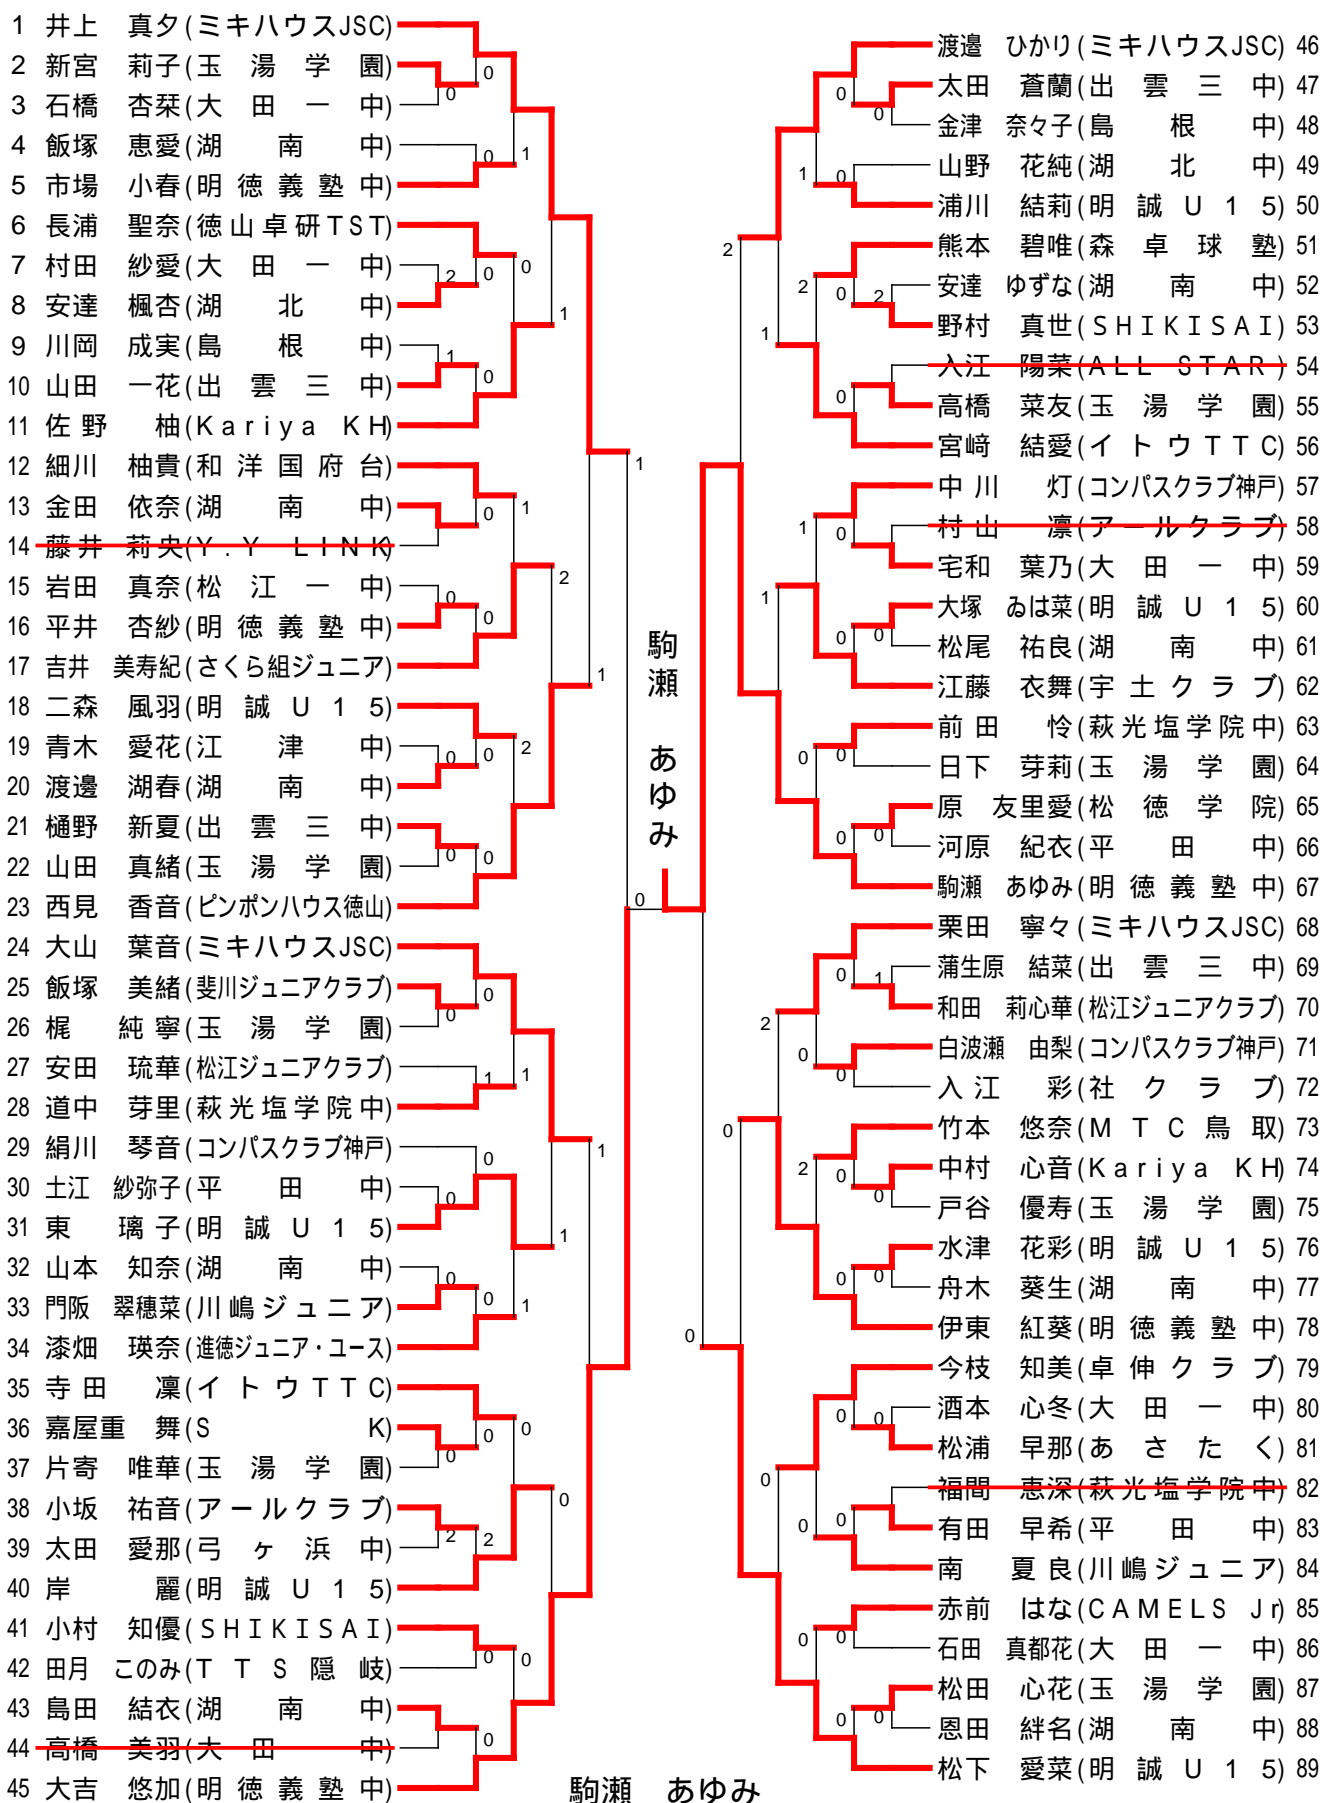 1 井上 真夕(ミキハウスJSC)
2 新宮 莉子(玉湯学園)
3 石橋 杏栞(大田一中)
4 飯塚 恵愛(湖南中)
5 市場 小春(明徳義塾中)
6 長浦 聖奈(徳山卓研TST)
7 村田 紗愛(大田一中)
8 安達 楓杏(湖北中)
9 川岡 成実(島根中)
10 山田 一花(出雲三中)
11 佐野 柚(Kariya KH)
12 細川 柚貴(和洋国府台)
13 金田 依奈(湖南中)
14 藤井 莉央(Y.Y LINK)
15 岩田 真奈(松江一中)
16 平井 杏紗(明徳義塾中)
17 吉井 美寿紀(さくら組ジュニア)
18 二森 風羽(明誠U15)
19 青木 愛花(江津中)
20 渡邊 湖春(湖南中)
21 樋野 新夏(出雲三中)
22 山田 真緒(玉湯学園)
23 西見 香音(ピンポンハウス徳山)
24 大山 葉音(ミキハウスJSC)
25 飯塚 美緒(斐川ジュニアクラブ)
26 梶 純寧(玉湯学園)
27 安田 琉華(松江ジュニアクラブ)
28 道中 芽里(萩光塩学院中)
29 絹川 琴音(コンパスクラブ神戸)
30 土江 紗弥子(平田中)
31 東 璃子(明誠U15)
32 山本 知奈(湖南中)
33 門阪 翠穂菜(川嶋ジュニア)
34 漆畑 瑛奈(進徳ジュニア・ユース)
35 寺田 凜(イトウTTC)
36 嘉屋重 舞(SK)
37 片寄 唯華(玉湯学園)
38 小坂 祐音(アールクラブ)
39 太田 愛那(弓ヶ浜中)
40 岸 麗(明誠U15)
41 小村 知優(SHIKISAI)
42 田月 このみ(TTS隠岐)
43 島田 結衣(湖南中)
44 高橋 美羽(大田中)
45 大吉 悠加(明徳義塾中)
駒瀬 あゆみ
駒瀬 あゆみ
渡邉 ひかり(ミキハウスJSC) 46
太田 蒼蘭(出雲三中) 47
金津 奈々子(島根中) 48
山野 花純(湖北中) 49
浦川 結莉(明誠U15) 50
熊本 碧唯(森卓球塾) 51
安達 ゆずな(湖南中) 52
野村 真世(SHIKISAI) 53
入江 陽菜(ALL STAR) 54
高橋 菜友(玉湯学園) 55
宮﨑 結愛(イトウTTC) 56
中川 灯(コンパスクラブ神戸) 57
村山 凛(アールクラブ) 58
宅和 葉乃(大田一中) 59
大塚 ゐは菜(明誠U15) 60
松尾 祐良(湖南中) 61
江藤 衣舞(宇土クラブ) 62
前田 怜(萩光塩学院中) 63
日下 芽莉(玉湯学園) 64
原 友里愛(松徳学院) 65
河原 紀衣(平田中) 66
駒瀬 あゆみ(明徳義塾中) 67
栗田 寧々(ミキハウスJSC) 68
蒲生原 結菜(出雲三中) 69
和田 莉心華(松江ジュニアクラブ) 70
白波瀬 由梨(コンパスクラブ神戸) 71
入江 彩(社クラブ) 72
竹本 悠奈(MTC鳥取) 73
中村 心音(Kariya KH) 74
戸谷 優寿(玉湯学園) 75
水津 花彩(明誠U15) 76
舟木 葵生(湖南中) 77
伊東 紅葵(明徳義塾中) 78
今枝 知美(卓伸クラブ) 79
酒本 心冬(大田一中) 80
松浦 早那(あさたく) 81
福間 恵深(萩光塩学院中) 82
有田 早希(平田中) 83
南 夏良(川嶋ジュニア) 84
赤前 はな(CAMELS Jr) 85
石田 真都花(大田一中) 86
松田 心花(玉湯学園) 87
恩田 絆名(湖南中) 88
松下 愛菜(明誠U15) 89